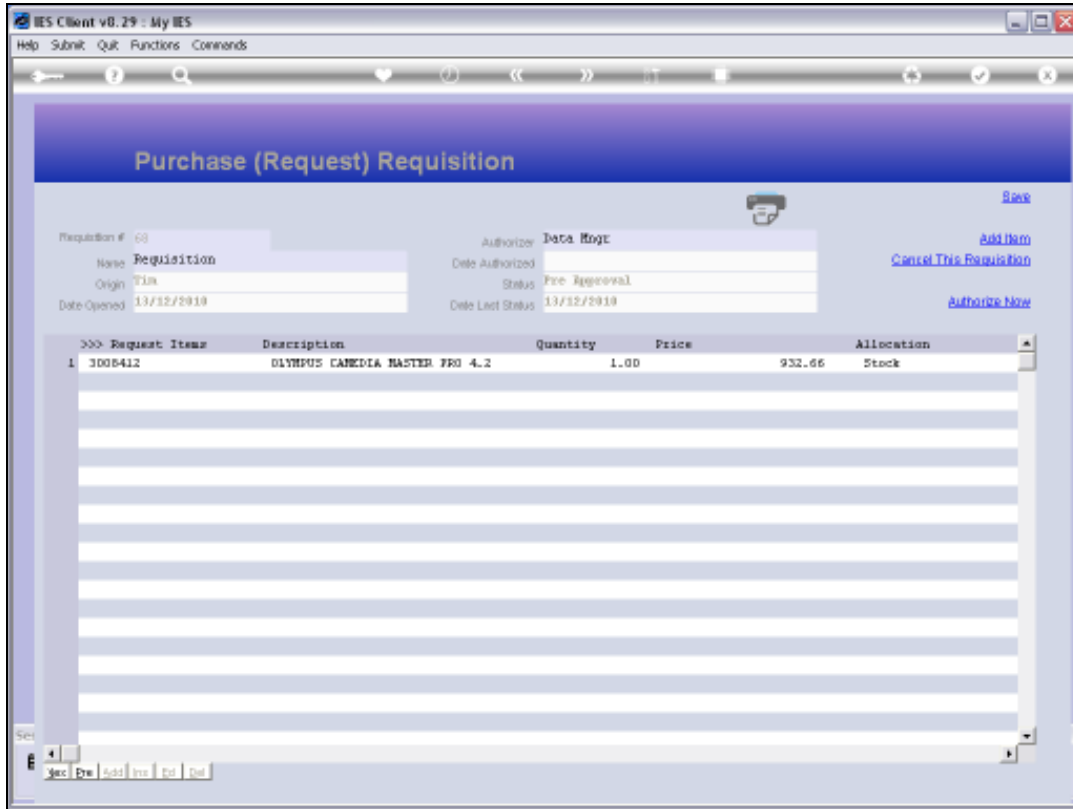 IES Client v8.29 : My IES
Help Submit Quit Functions Commands
Purchase (Request) Requisition
Save
Requisition # 68 Authorizer Data Mngr Add Item
Name Requisition Date Authorized Cancel This Requisition
Origin Tim Status Pre Approval
Date Opened 13/12/2010 Date Last Status 13/12/2010 Authorize Now
>>> Request Items Description Quantity Price Allocation
1 3008412 OLYMPUS CAMEDIA MASTER PRO 4.2 1.00 932.66 Stock
Pre Add Ins Del